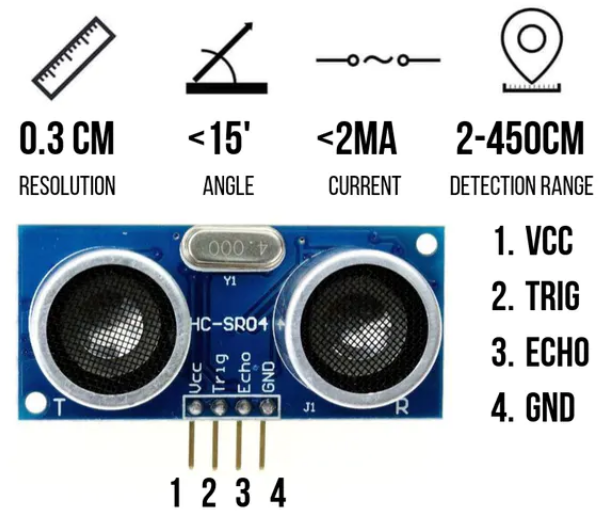 0.3 CM <15' <2MA 2-450CM
RESOLUTION ANGLE CURRENT DETECTION RANGE
1. VCC
2. TRIG
3. ECHO
4. GND
4.000
Y1
HC-SR04
Vcc Trig Echo GND
T J1 R
1 2 3 4